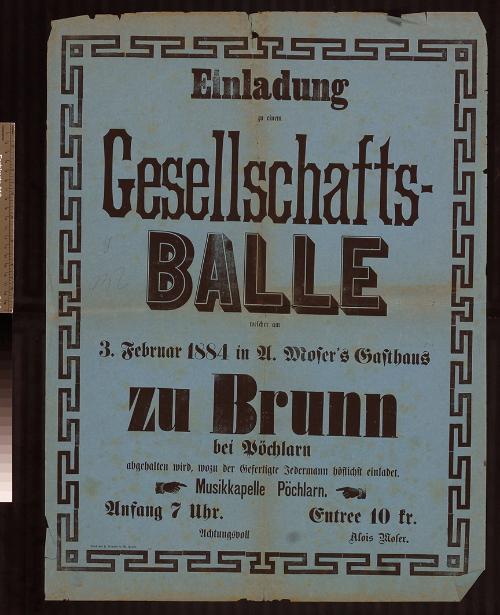 Einladung
zu einem
Gesellschafts-
BALLE
welcher am
3. Februar 1884 in A. Moser's Gasthaus
zu Brunn
bei Pöchlarn
abgehalten wird, wozu der Gefertigte Jedermann höflichst einladet.
Musikkapelle Pöchlarn.
Anfang 7 Uhr. Entree 10 kr.
Achtungsvoll
Alois Moser.